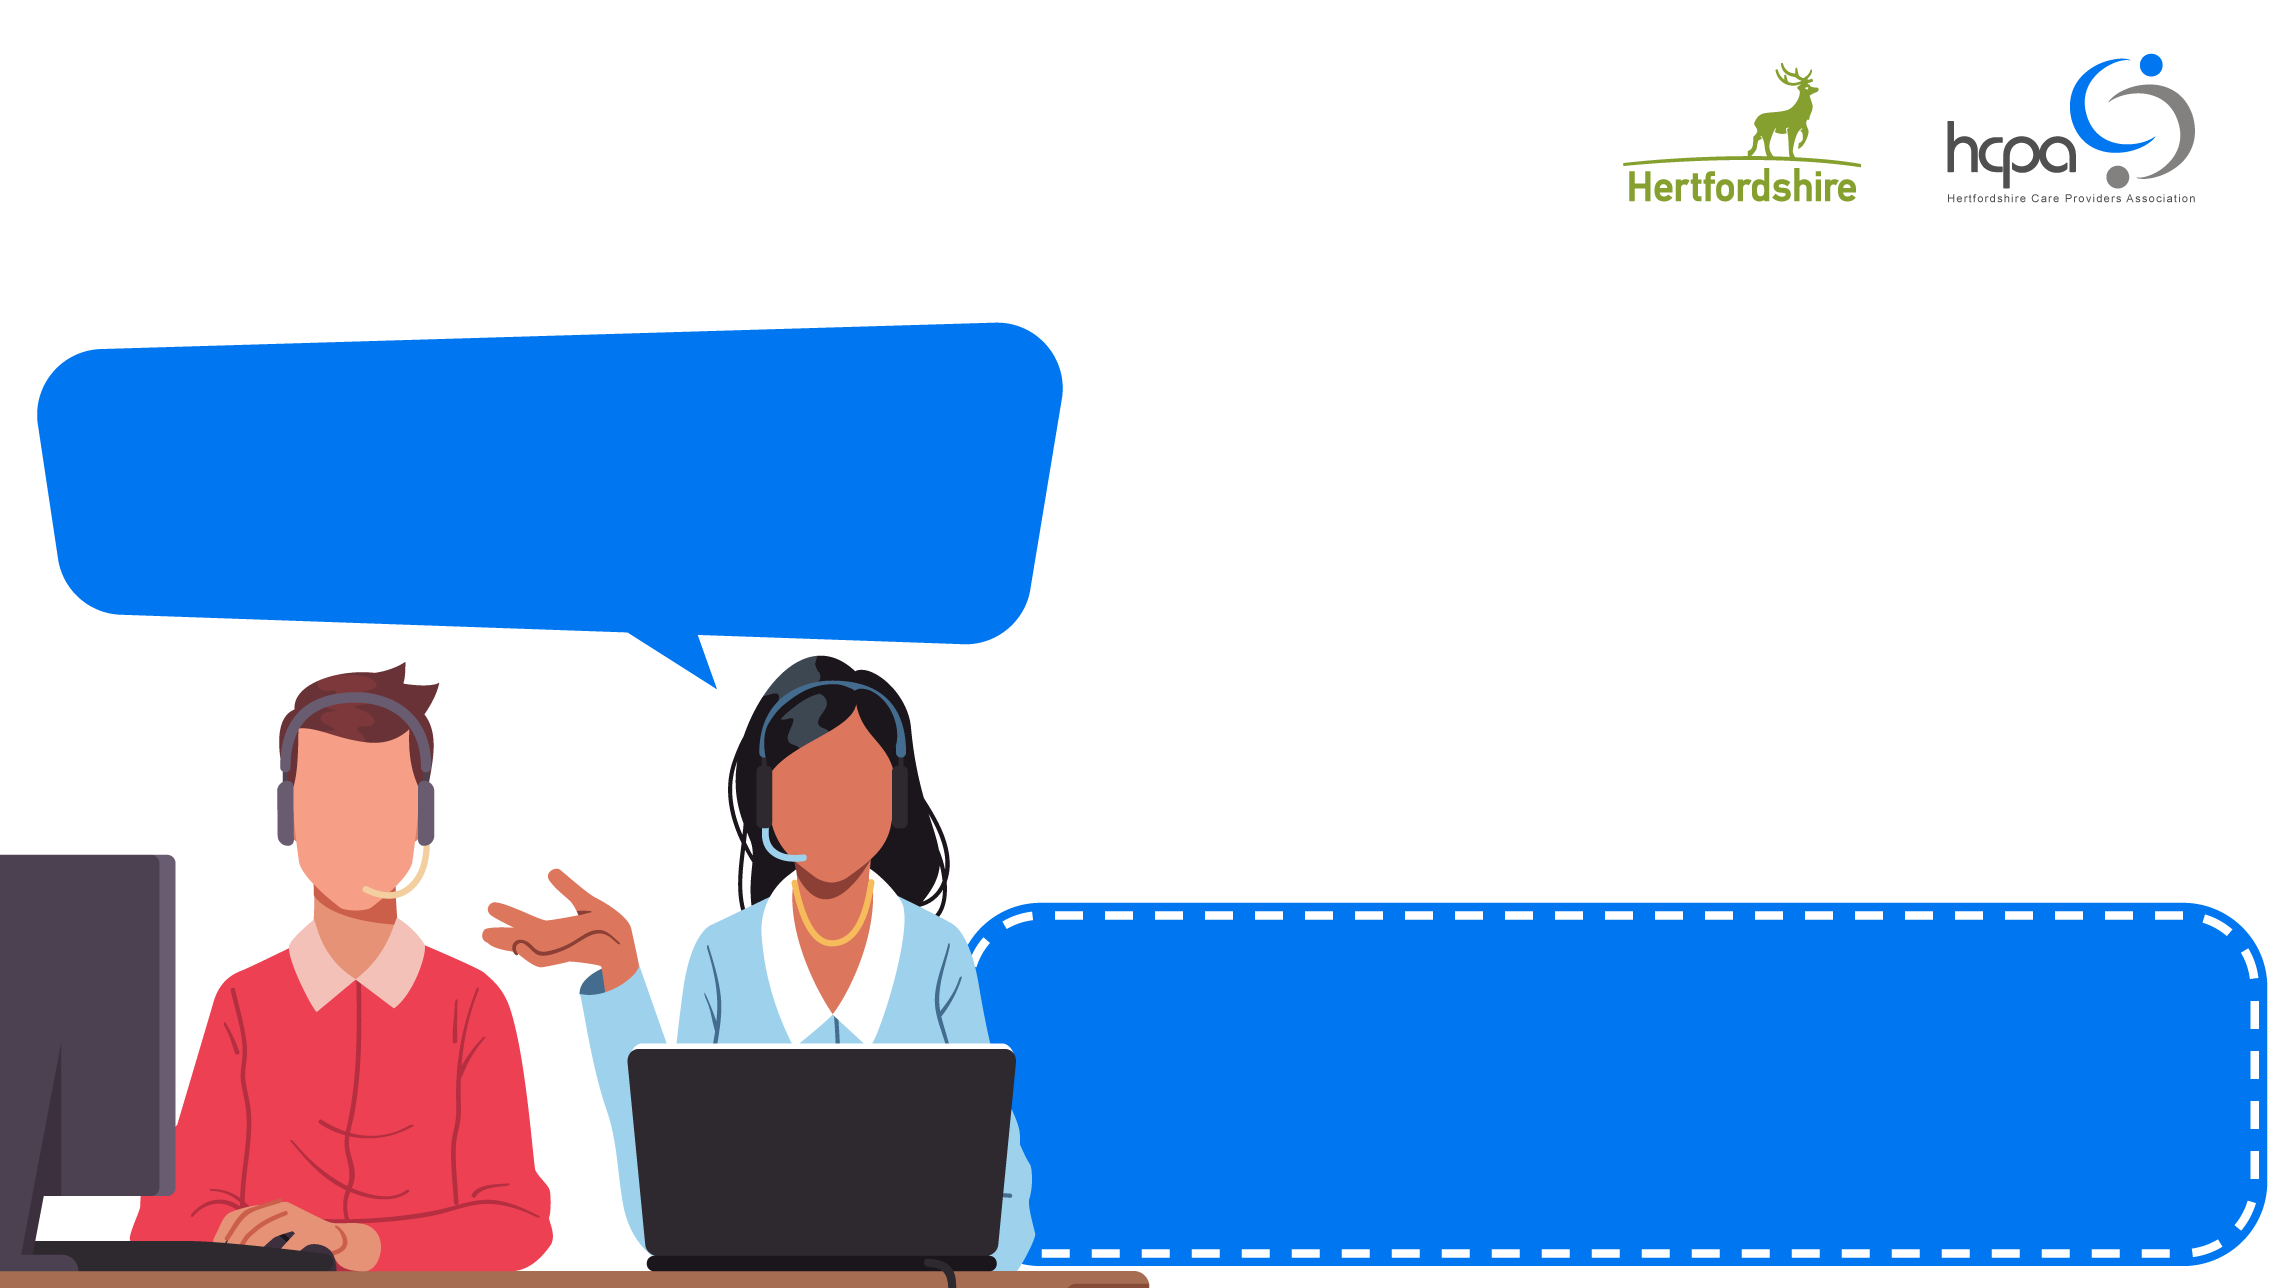 Hertfordshire
hcpa
Hertfordshire Care Providers Association